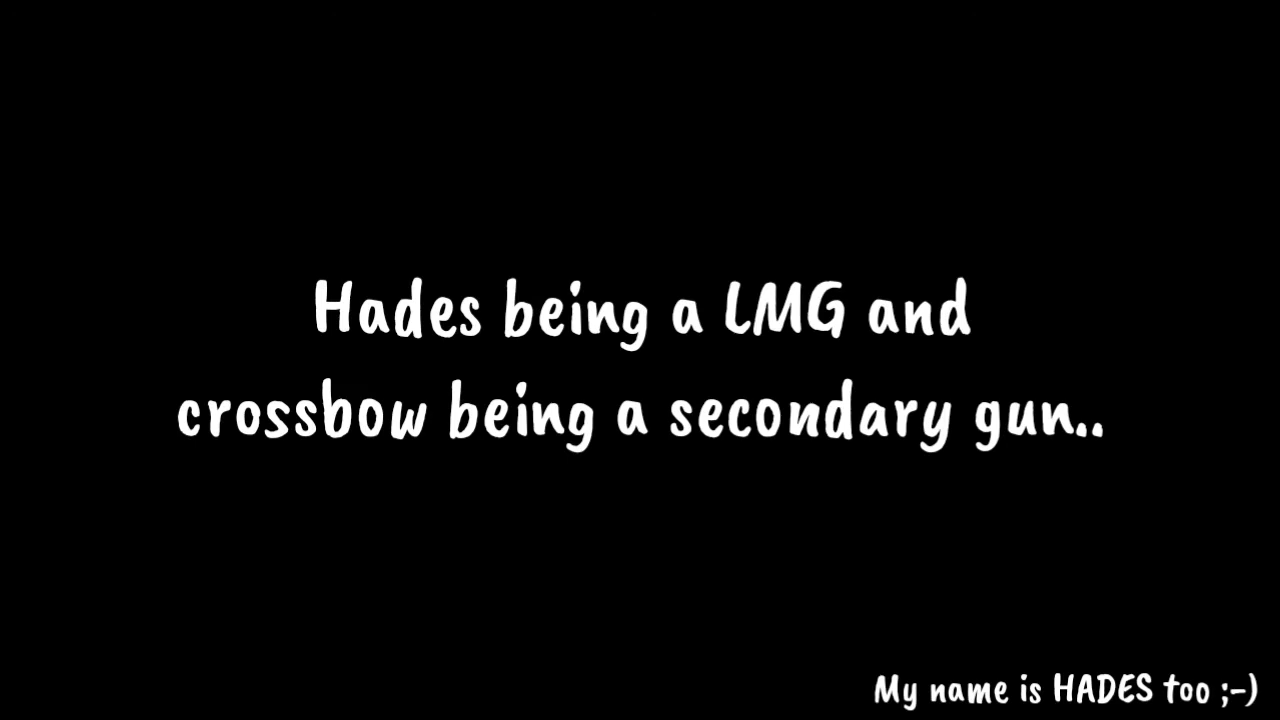 Hades being a LMG and
crossbow being a secondary gun..
My name is HADES too ;-)